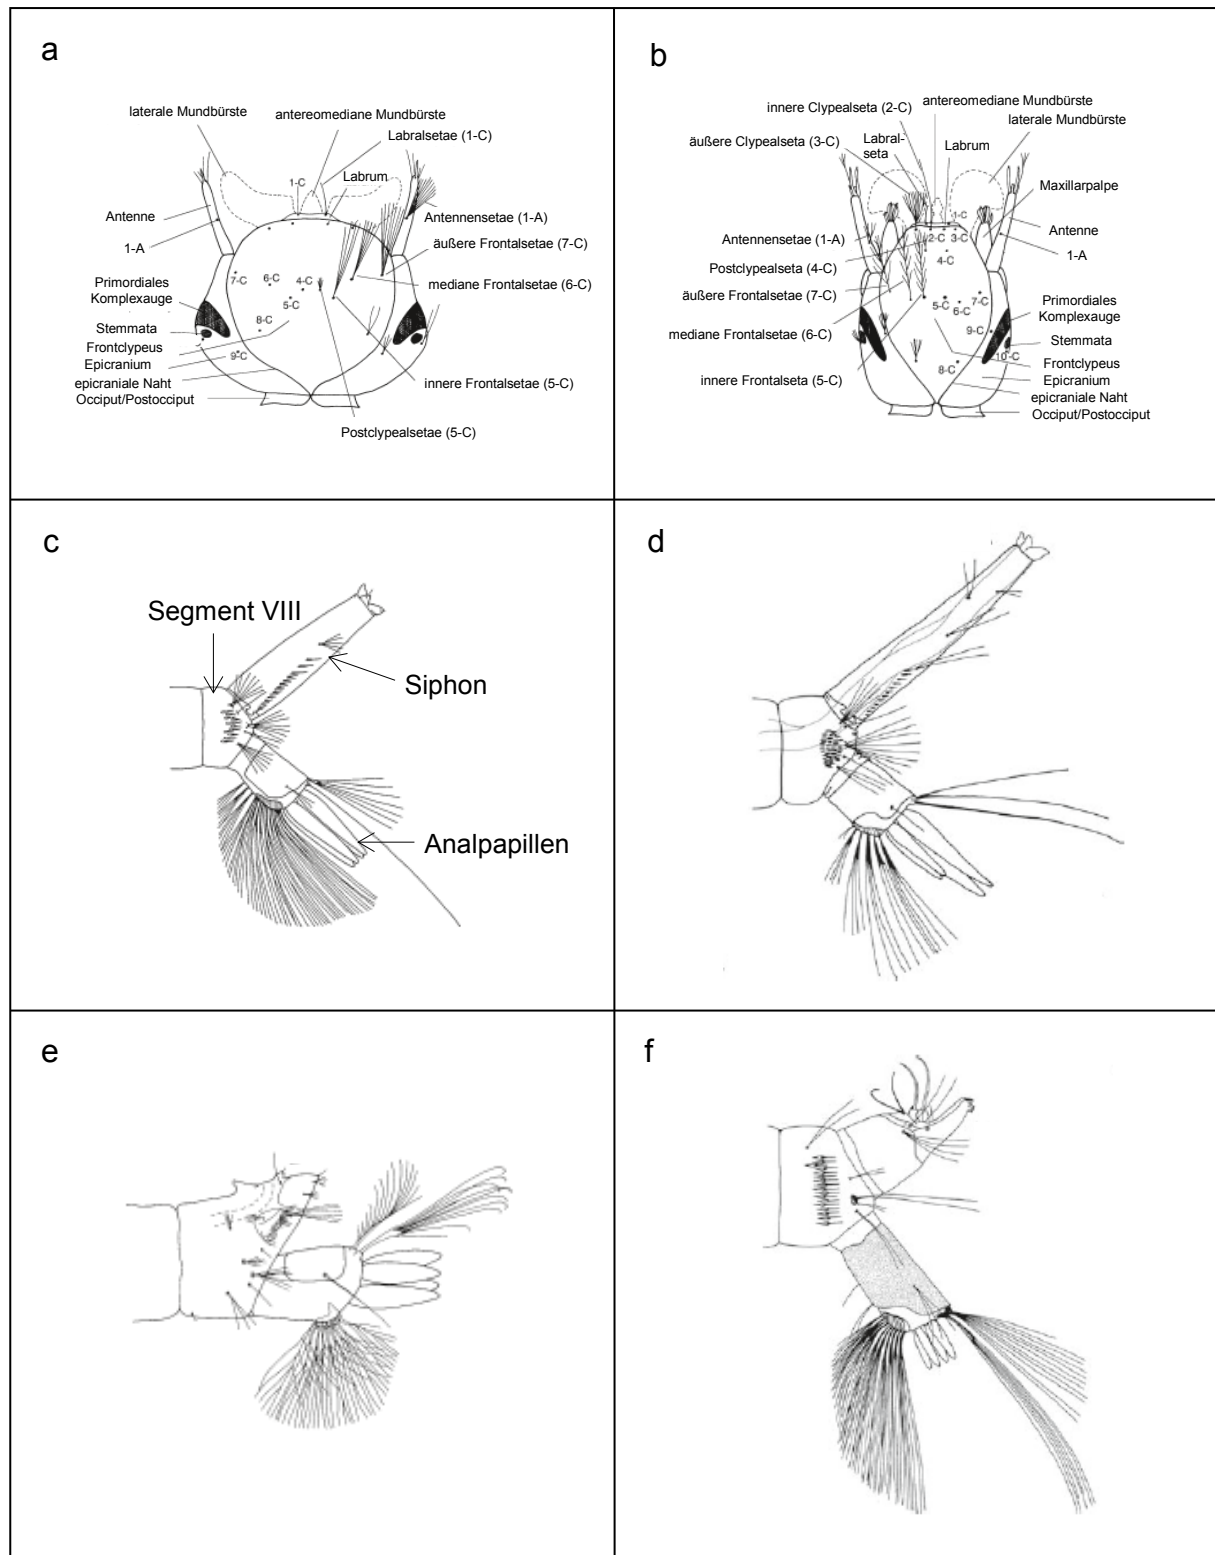 a
laterale Mundbürste
antereomediane Mundbürste
Labralsetae (1-C)
1-C
Labrum
Antenne
Antennensetae (1-A)
1-A
äußere Frontalsetae (7-C)
7-C
6-C
4-C
mediane Frontalsetae (6-C)
Primordiales
Komplexauge
5-C
8-C
Stemmata
Frontclypeus
9-C
Epicranium
epicraniale Naht
innere Frontalsetae (5-C)
Occiput/Postocciput
Postclypealsetae (5-C)
b
innere Clypealseta (2-C)
antereomediane Mundbürste
laterale Mundbürste
äußere Clypealseta (3-C)
Labral-
seta
Labrum
Maxillarpalpe
1-C
Antenne
Antennensetae (1-A)
2-C
3-C
1-A
Postclypealseta (4-C)
4-C
äußere Frontalsetae (7-C)
5-C
6-C
7-C
Primordiales
Komplexauge
mediane Frontalsetae (6-C)
9-C
Stemmata
10-C
Frontclypeus
8-C
innere Frontalseta (5-C)
Epicranium
epicraniale Naht
Occiput/Postocciput
c
Segment VIII
Siphon
Analpapillen
d
e
f